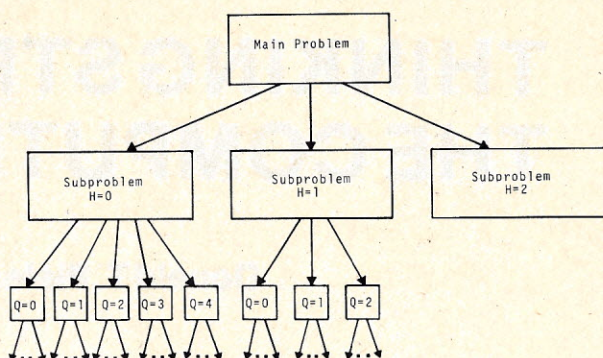 Main Problem
Subproblem
H=0
Subproblem
H=1
Subproblem
H=2
Q=0
Q=1
Q=2
Q=3
Q=4
Q=0
Q=1
Q=2